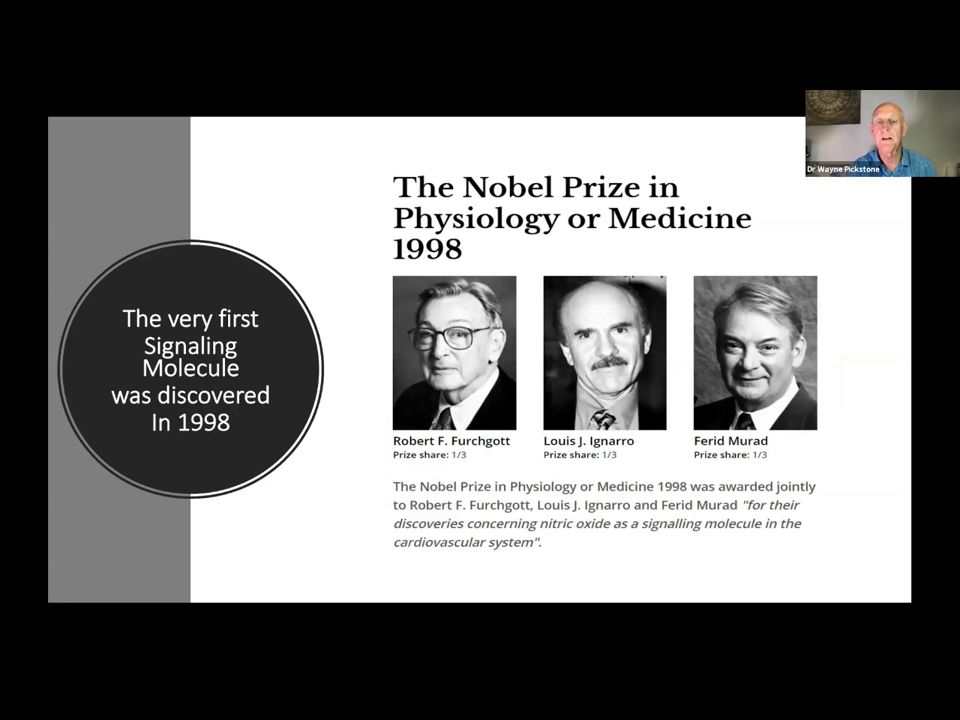 The very first
Signaling
Molecule
was discovered
In 1998
The Nobel Prize in
Physiology or Medicine
1998
Robert F. Furchgott
Prize share: 1/3
Louis J. Ignarro
Prize share: 1/3
Ferid Murad
Prize share: 1/3
The Nobel Prize in Physiology or Medicine 1998 was awarded jointly
to Robert F. Furchgott, Louis J. Ignarro and Ferid Murad "for their
discoveries concerning nitric oxide as a signalling molecule in the
cardiovascular system".
Dr Wayne Pickstone